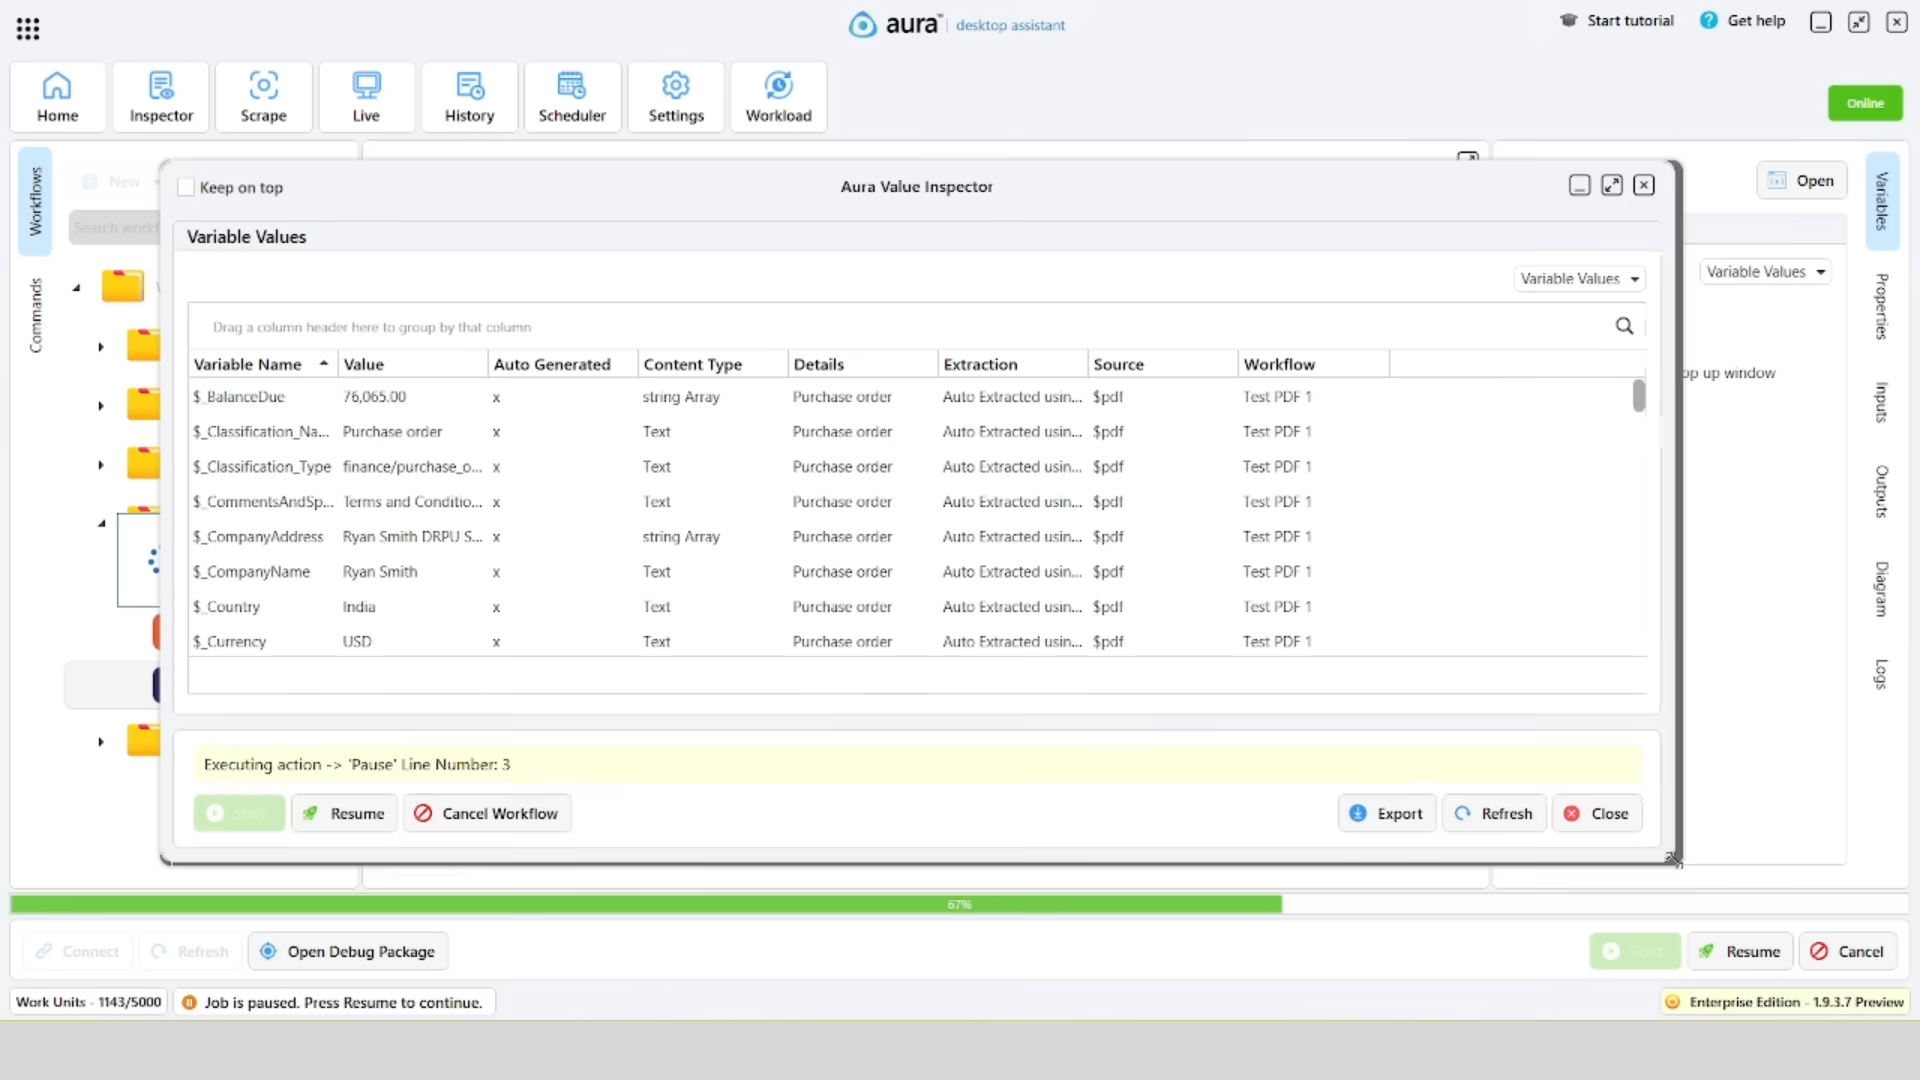 aura™ desktop assistant
Start tutorial
Get help
Home
Inspector
Scrape
Live
History
Scheduler
Settings
Workload
Online
Workflows
Commands
New
Open
Variable Values
op up window
Variables
Properties
Inputs
Outputs
Diagram
Logs
Keep on top
Aura Value Inspector
Variable Values
Variable Values
Drag a column header here to group by that column
Variable Name Value Auto Generated Content Type Details Extraction Source Workflow
$_BalanceDue 76,065.00 x string Array Purchase order Auto Extracted usin... $pdf Test PDF 1
$_Classification_Na... Purchase order x Text Purchase order Auto Extracted usin... $pdf Test PDF 1
$_Classification_Type finance/purchase_o... x Text Purchase order Auto Extracted usin... $pdf Test PDF 1
$_CommentsAndSp... Terms and Conditio... x Text Purchase order Auto Extracted usin... $pdf Test PDF 1
$_CompanyAddress Ryan Smith DRPU S... x string Array Purchase order Auto Extracted usin... $pdf Test PDF 1
$_CompanyName Ryan Smith x Text Purchase order Auto Extracted usin... $pdf Test PDF 1
$_Country India x Text Purchase order Auto Extracted usin... $pdf Test PDF 1
$_Currency USD x Text Purchase order Auto Extracted usin... $pdf Test PDF 1
Executing action -> 'Pause' Line Number: 3
Start
Resume
Cancel Workflow
Export
Refresh
Close
67%
Connect
Refresh
Open Debug Package
Start
Resume
Cancel
Work Units - 1143/5000
Job is paused. Press Resume to continue.
Enterprise Edition - 1.9.3.7 Preview